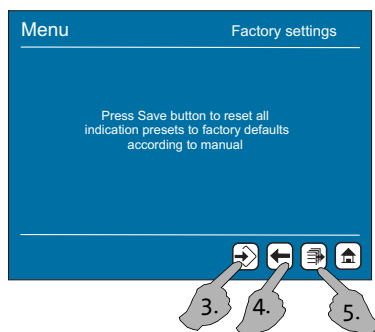 Menu
Factory settings
Press Save button to reset all
indication presets to factory defaults
according to manual
3.
4.
5.